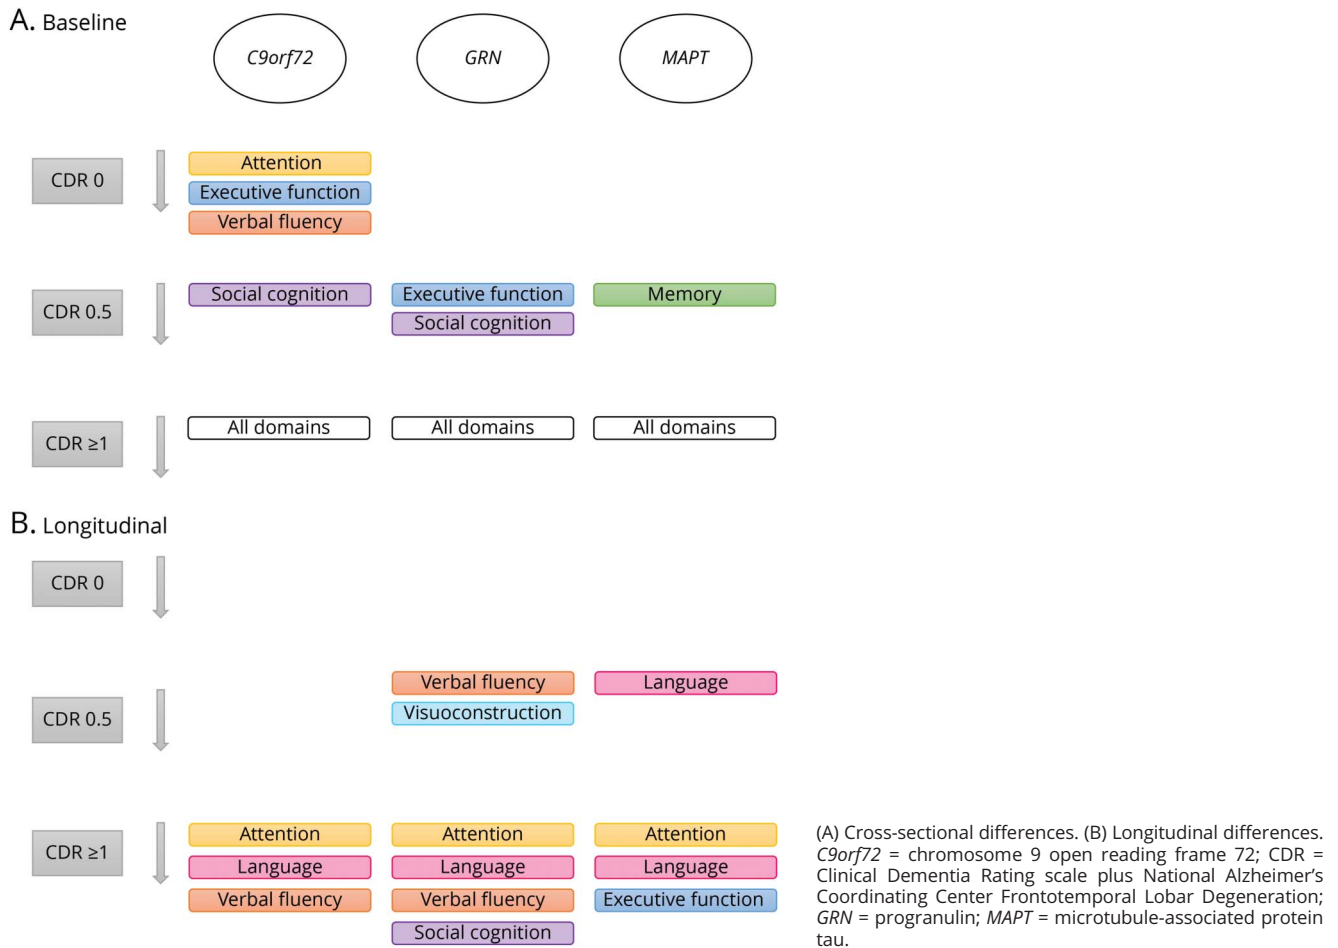 A. Baseline
C9orf72 GRN MAPT
CDR 0
Attention
Executive function
Verbal fluency
CDR 0.5
Social cognition Executive function Memory
Social cognition
CDR ≥1
All domains All domains All domains
B. Longitudinal
CDR 0
CDR 0.5
Verbal fluency Language
Visuoconstruction
CDR ≥1
Attention Attention Attention
Language Language Language
Verbal fluency Verbal fluency Executive function
Social cognition
(A) Cross-sectional differences. (B) Longitudinal differences.
C9orf72 = chromosome 9 open reading frame 72; CDR =
Clinical Dementia Rating scale plus National Alzheimer's
Coordinating Center Frontotemporal Lobar Degeneration;
GRN = progranulin; MAPT = microtubule-associated protein
tau.